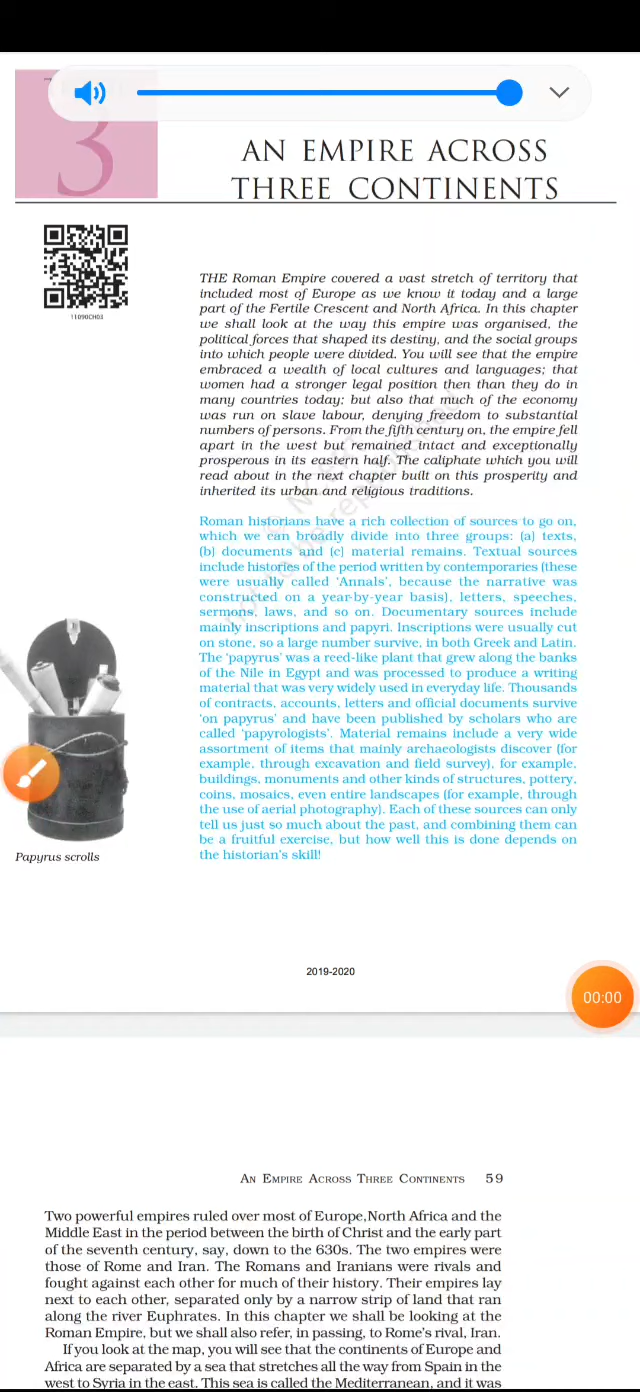 3
AN EMPIRE ACROSS
THREE CONTINENTS
11090CH03
THE Roman Empire covered a vast stretch of territory that
included most of Europe as we know it today and a large
part of the Fertile Crescent and North Africa. In this chapter
we shall look at the way this empire was organised, the
political forces that shaped its destiny, and the social groups
into which people were divided. You will see that the empire
embraced a wealth of local cultures and languages; that
women had a stronger legal position then than they do in
many countries today; but also that much of the economy
was run on slave labour, denying freedom to substantial
numbers of persons. From the fifth century on, the empire fell
apart in the west but remained intact and exceptionally
prosperous in its eastern half. The caliphate which you will
read about in the next chapter built on this prosperity and
inherited its urban and religious traditions.
Roman historians have a rich collection of sources to go on,
which we can broadly divide into three groups: (a) texts,
(b) documents and (c) material remains. Textual sources
include histories of the period written by contemporaries (these
were usually called ‘Annals’, because the narrative was
constructed on a year-by-year basis), letters, speeches,
sermons, laws, and so on. Documentary sources include
mainly inscriptions and papyri. Inscriptions were usually cut
on stone, so a large number survive, in both Greek and Latin.
The ‘papyrus’ was a reed-like plant that grew along the banks
of the Nile in Egypt and was processed to produce a writing
material that was very widely used in everyday life. Thousands
of contracts, accounts, letters and official documents survive
‘on papyrus’ and have been published by scholars who are
called ‘papyrologists’. Material remains include a very wide
assortment of items that mainly archaeologists discover (for
example, through excavation and field survey), for example,
buildings, monuments and other kinds of structures, pottery,
coins, mosaics, even entire landscapes (for example, through
the use of aerial photography). Each of these sources can only
tell us just so much about the past, and combining them can
be a fruitful exercise, but how well this is done depends on
the historian’s skill!
Papyrus scrolls
2019-2020
00:00
AN EMPIRE ACROSS THREE CONTINENTS 59
Two powerful empires ruled over most of Europe,North Africa and the
Middle East in the period between the birth of Christ and the early part
of the seventh century, say, down to the 630s. The two empires were
those of Rome and Iran. The Romans and Iranians were rivals and
fought against each other for much of their history. Their empires lay
next to each other, separated only by a narrow strip of land that ran
along the river Euphrates. In this chapter we shall be looking at the
Roman Empire, but we shall also refer, in passing, to Rome’s rival, Iran.
If you look at the map, you will see that the continents of Europe and
Africa are separated by a sea that stretches all the way from Spain in the
west to Syria in the east. This sea is called the Mediterranean, and it was